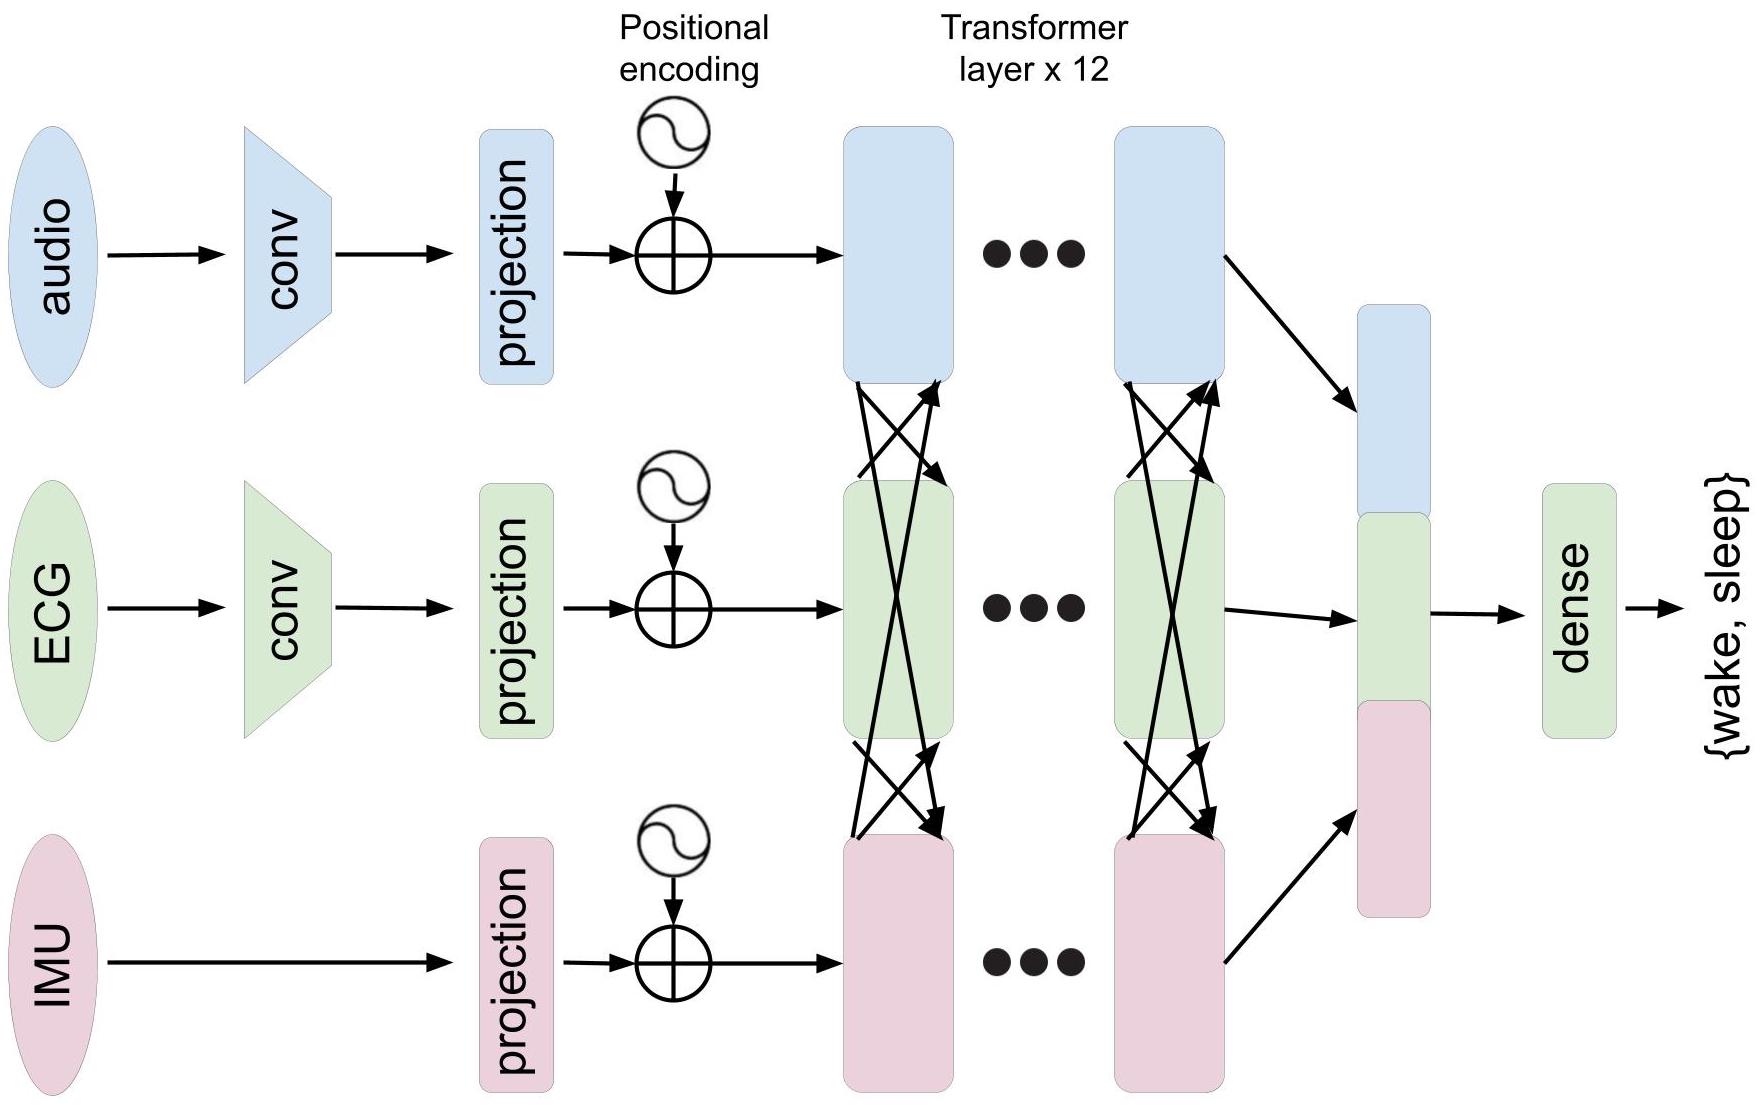 Positional
encoding
Transformer
layer x 12
audio
conv
projection
ECG
conv
projection
dense
{wake, sleep}
IMU
projection